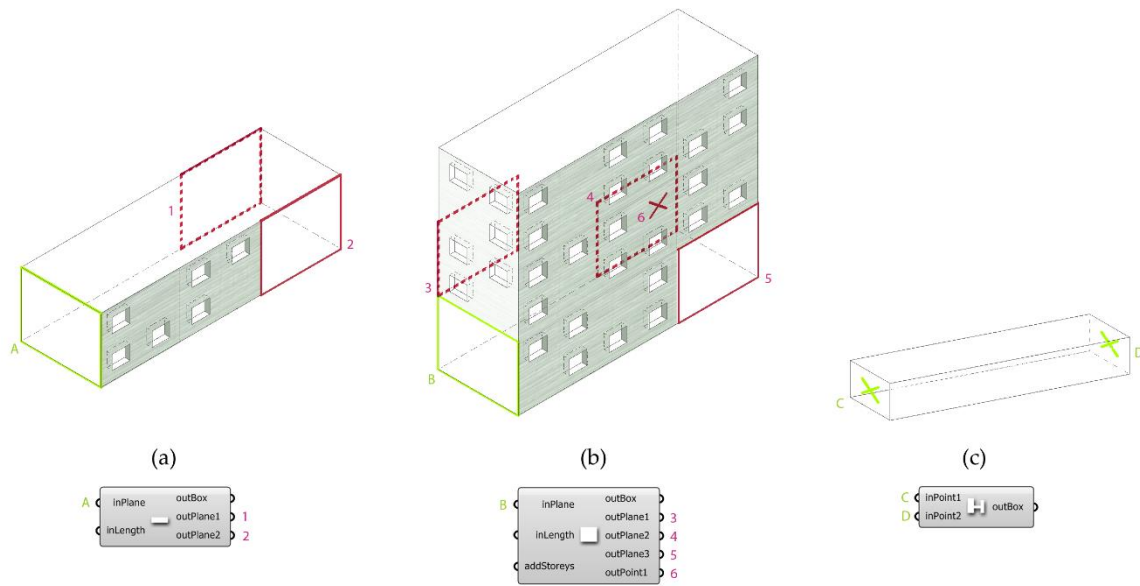 1
2
A
3
4
6
5
B
C
D
(a)
(b)
(c)
A
inPlane
inLength
outBox
outPlane1
outPlane2
1
2
B
inPlane
inLength
addStoreys
outBox
outPlane1
outPlane2
outPlane3
outPoint1
3
4
5
6
C
D
inPoint1
inPoint2
H
outBox